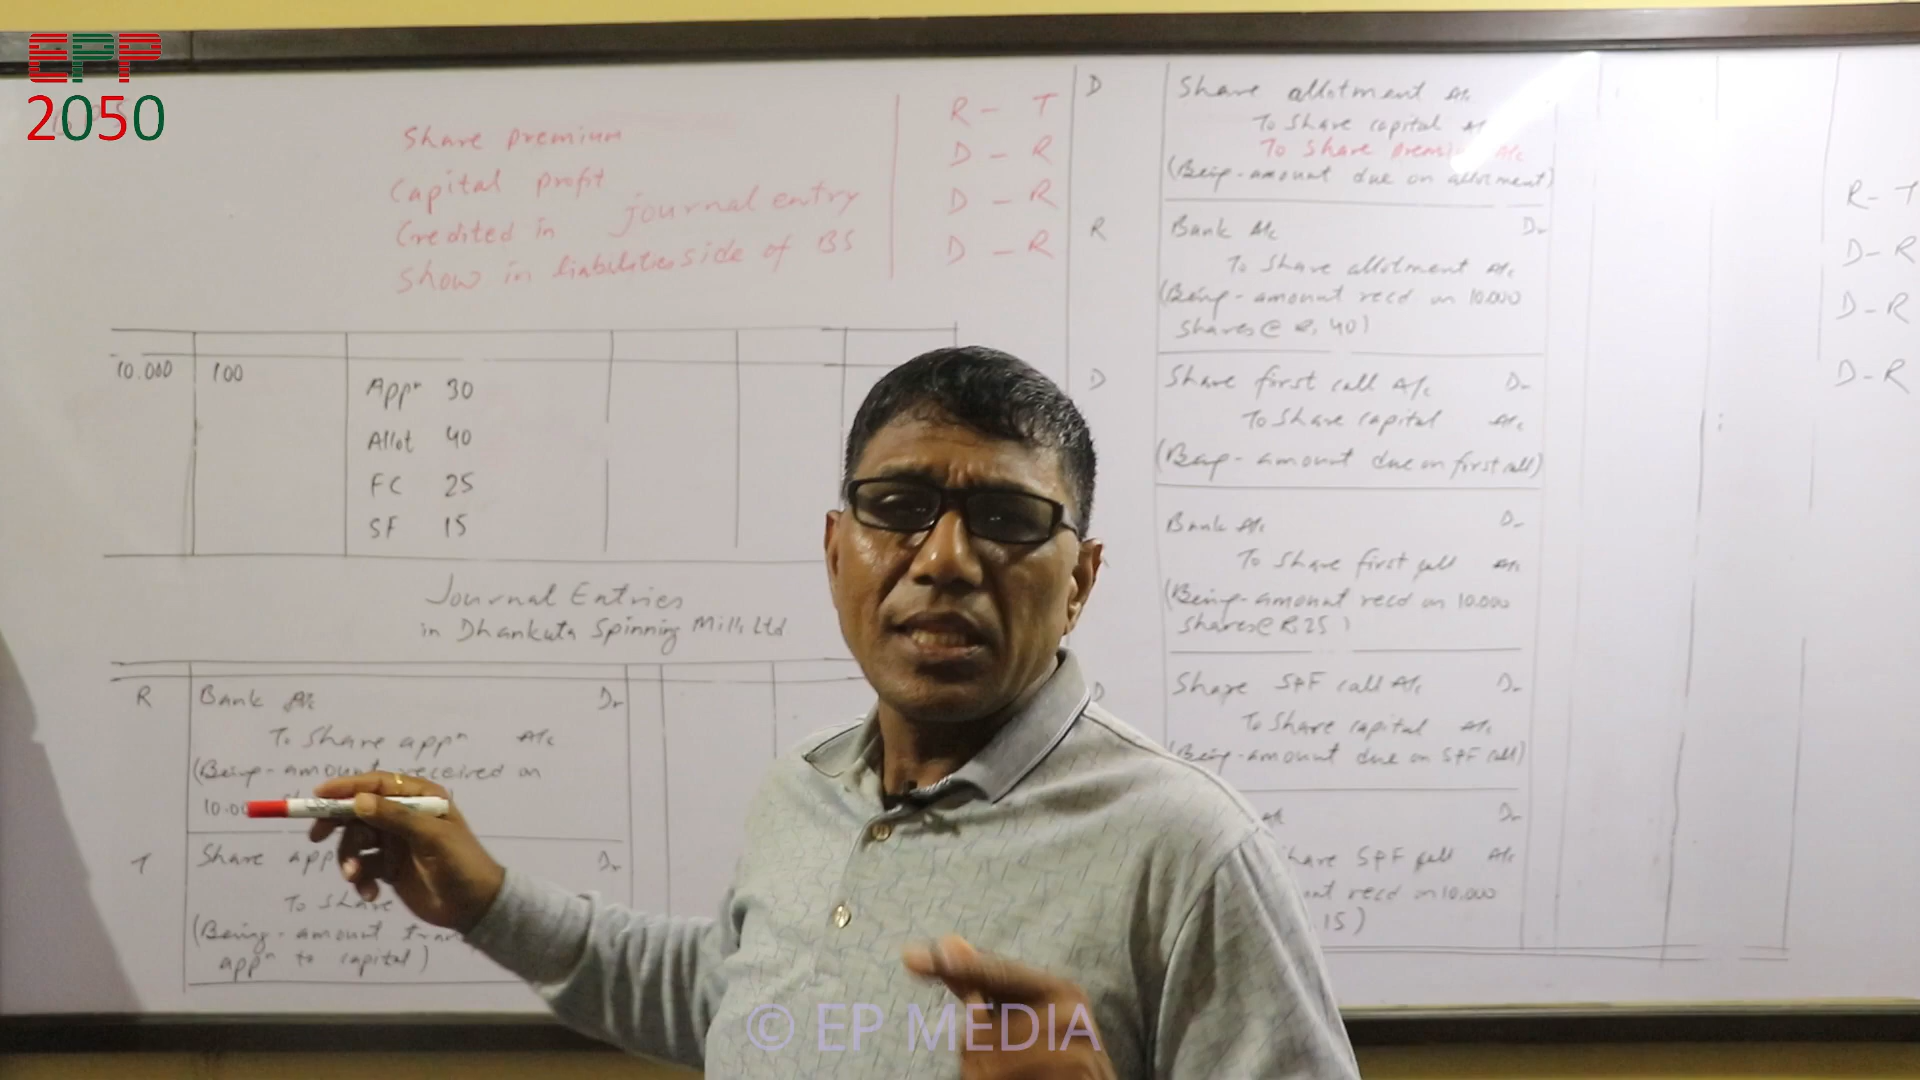 EPP
2050
Share premium
Capital profit
Credited in journal entry
Show in liabilities side of BS
R - T
D - R
D - R
D - R
10.000 100
Appⁿ 30
Allot 40
FC 25
SF 15
Journal Entries
in Dhankuta Spinning Mills Ltd
R Bank A/c Dr
To Share appⁿ A/c
(Being - amount received on
10.00
T Share app Dr
To Share
(Being - amount tran
appⁿ to capital)
D Share allotment A/c
To Share capital A/c
To Share premi A/c
(Being - amount due on allotment)
R Bank A/c Dr
To Share allotment A/c
(Being - amount recd on 10.000
Shares @ Rs 40)
D Share first call A/c Dr
To Share capital A/c
(Being - amount due on first call)
Bank A/c Dr
To Share first call A/c
(Being - amount recd on 10.000
Shares @ Rs 25)
D Share S&F call A/c Dr
To Share capital A/c
(Being - amount due on S&F call)
A/c Dr
Share S&F call A/c
recd on 10.000
15)
R - T
D - R
D - R
D - R
© EP MEDIA